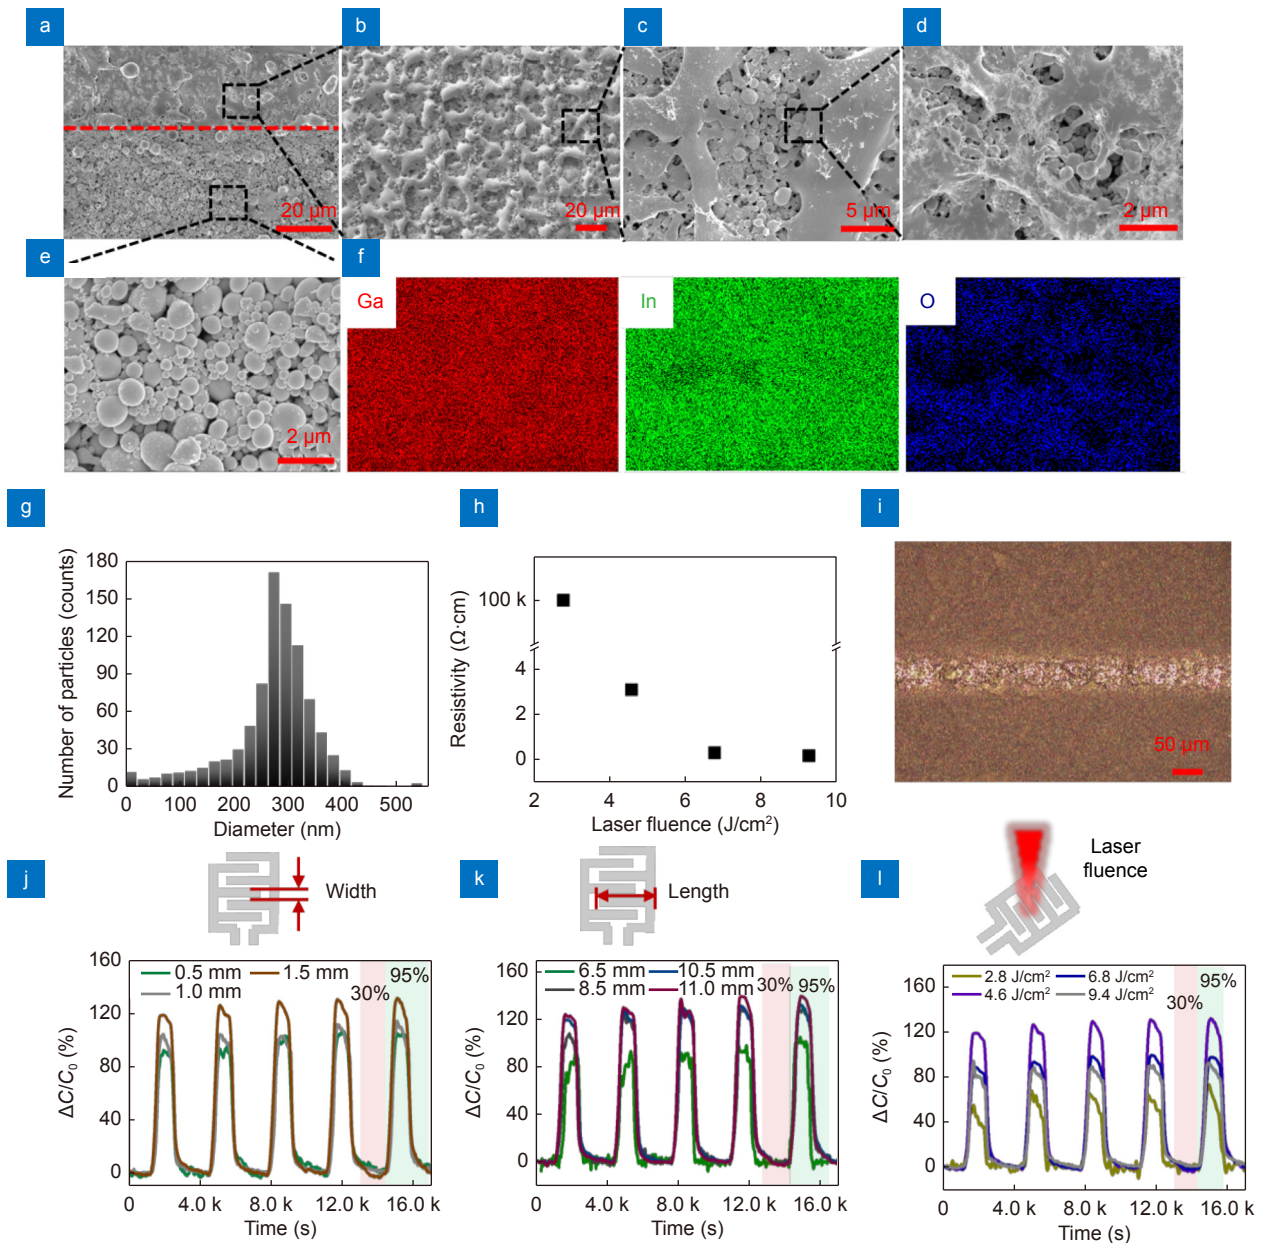 a
b
c
d
20 μm
20 μm
5 μm
2 μm
e
f
2 μm
Ga
In
O
g
h
i
Number of particles (counts)
180
150
120
90
60
30
0
0 100 200 300 400 500
Diameter (nm)
Resistivity (Ω·cm)
100 k
4
2
0
2 4 6 8 10
Laser fluence (J/cm²)
50 μm
j
Width
k
Length
l
Laser
fluence
ΔC/C₀ (%)
160
120
80
40
0
0.5 mm 1.5 mm
1.0 mm
30%
95%
0 4.0 k 8.0 k 12.0 k 16.0 k
Time (s)
ΔC/C₀ (%)
160
120
80
40
0
6.5 mm 10.5 mm
8.5 mm 11.0 mm
30%
95%
0 4.0 k 8.0 k 12.0 k 16.0 k
Time (s)
ΔC/C₀ (%)
160
120
80
40
0
2.8 J/cm² 6.8 J/cm²
4.6 J/cm² 9.4 J/cm²
30%
95%
0 4.0 k 8.0 k 12.0 k 16.0 k
Time (s)